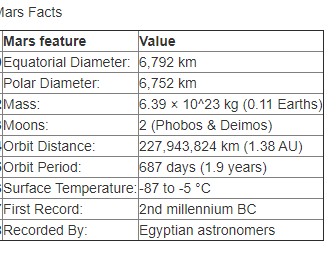 Mars Facts
Mars feature Value
Equatorial Diameter: 6,792 km
Polar Diameter: 6,752 km
Mass: 6.39 × 10^23 kg (0.11 Earths)
Moons: 2 (Phobos & Deimos)
Orbit Distance: 227,943,824 km (1.38 AU)
Orbit Period: 687 days (1.9 years)
Surface Temperature: -87 to -5 °C
First Record: 2nd millennium BC
Recorded By: Egyptian astronomers